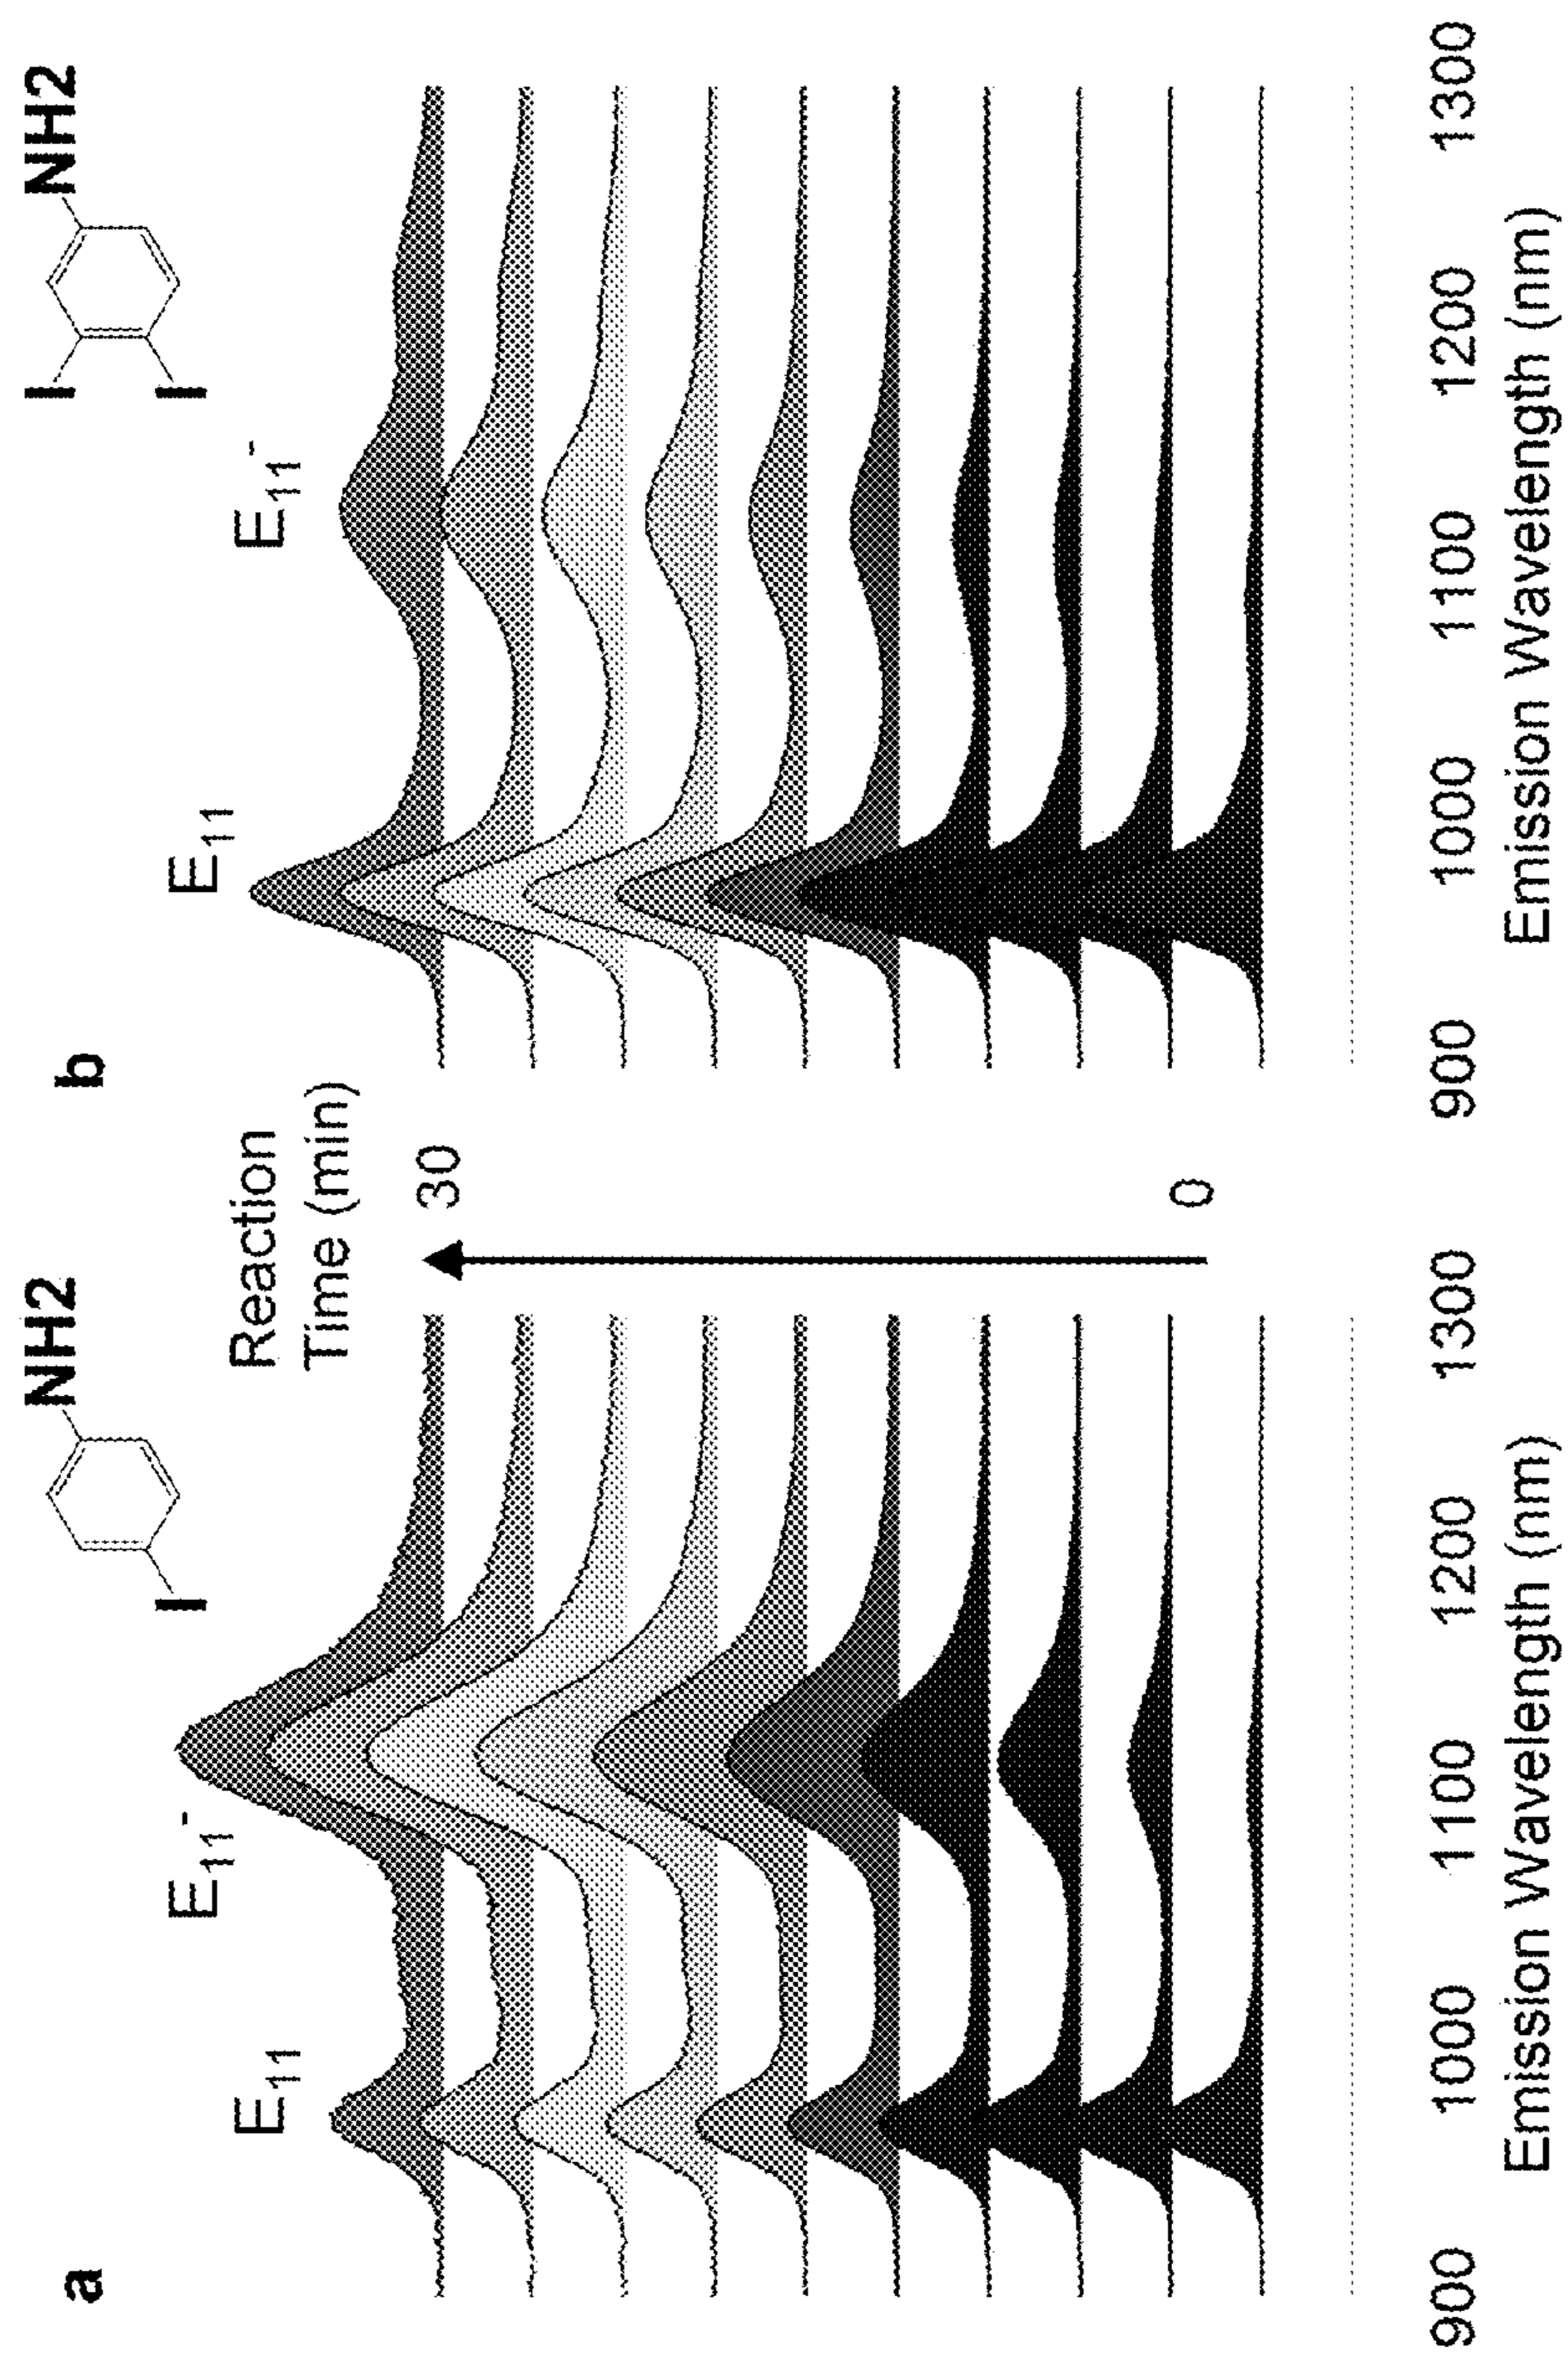 a
I
NH2
E11
E11-
900 1000 1100 1200 1300
Emission Wavelength (nm)
Reaction
Time (min)
30
0
b
I
I
NH2
E11
E11-
900 1000 1100 1200 1300
Emission Wavelength (nm)